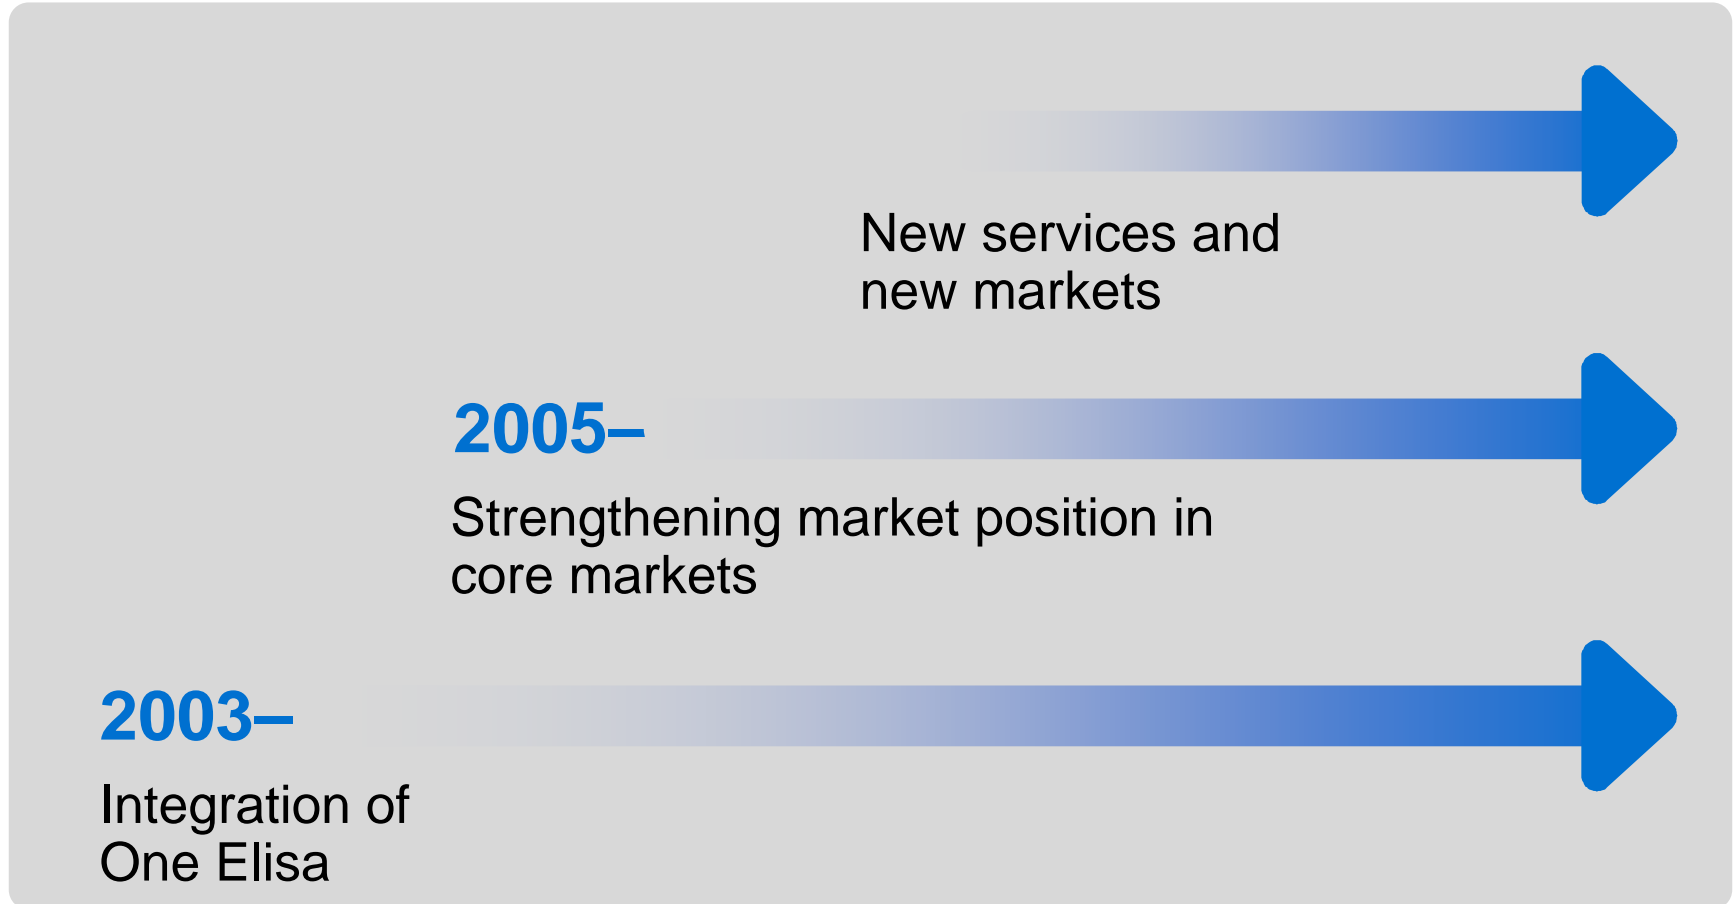 New services and
new markets
2005–
Strengthening market position in
core markets
2003–
Integration of
One Elisa